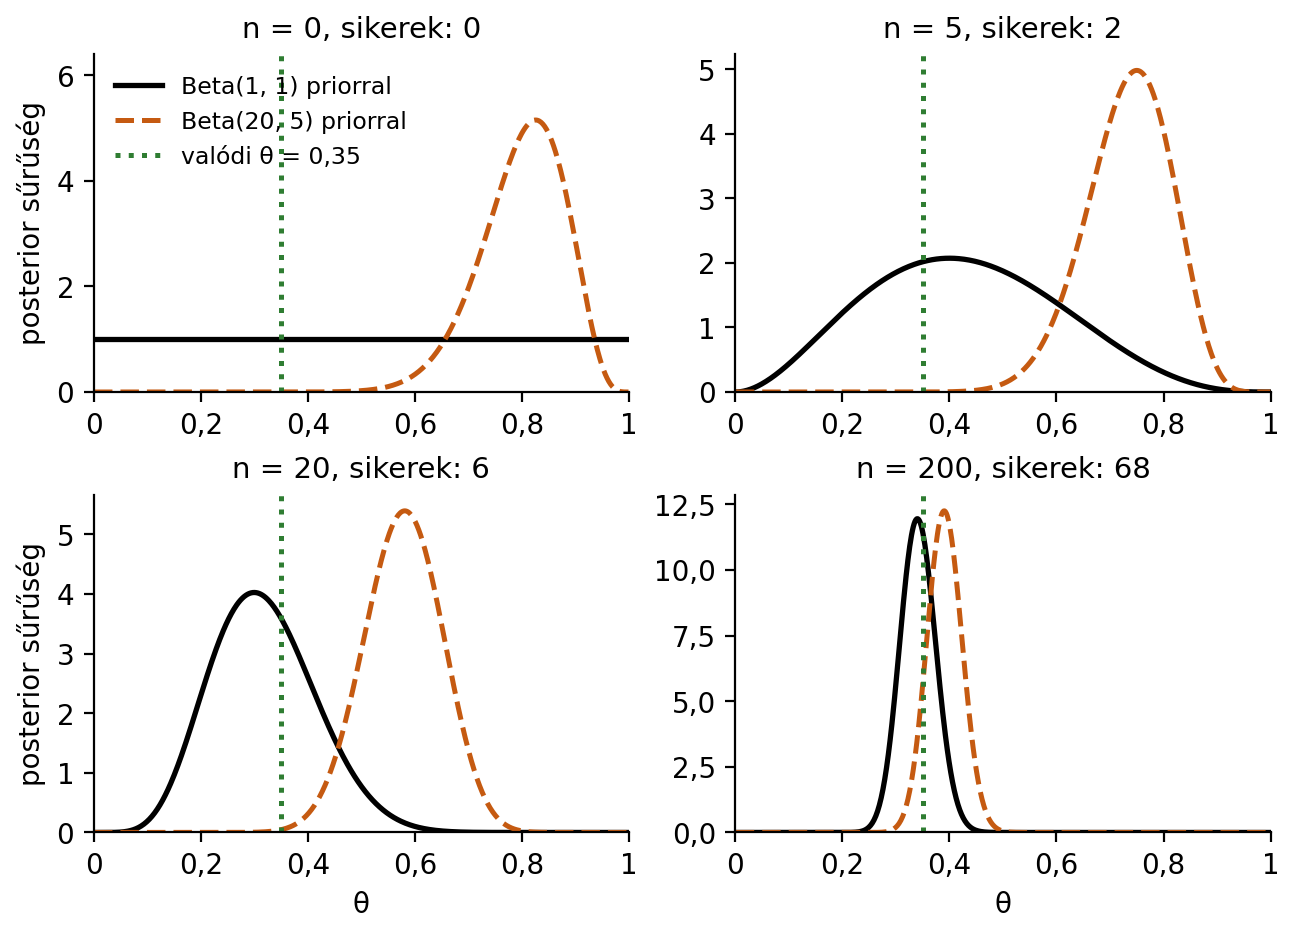 n = 0, sikerek: 0
posterior sűrűség
6
4
2
0
Beta(1, 1) priorral
Beta(20, 5) priorral
valódi θ = 0,35
0 0,2 0,4 0,6 0,8 1
n = 5, sikerek: 2
5
4
3
2
1
0
0 0,2 0,4 0,6 0,8 1
n = 20, sikerek: 6
posterior sűrűség
5
4
3
2
1
0
0 0,2 0,4 0,6 0,8 1
θ
n = 200, sikerek: 68
12,5
10,0
7,5
5,0
2,5
0,0
0 0,2 0,4 0,6 0,8 1
θ